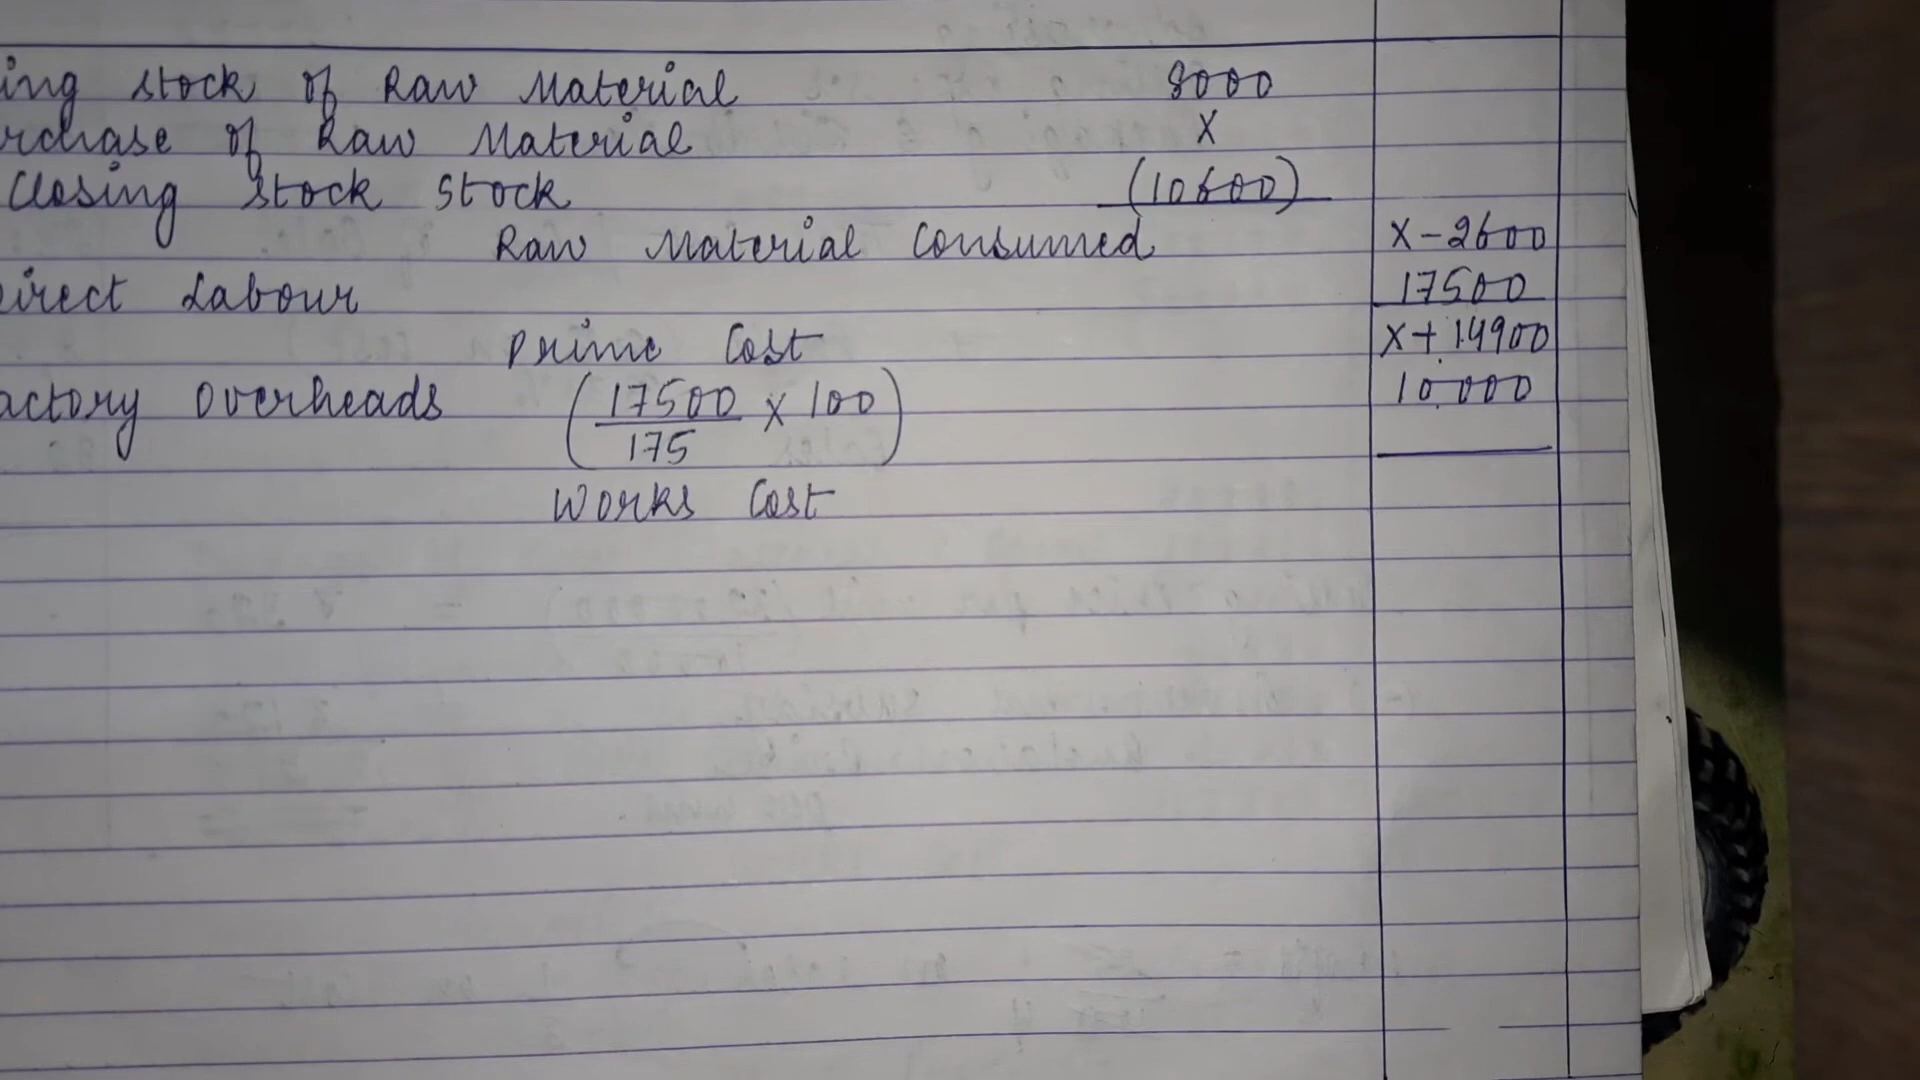 ing stock of Raw Material 8000
rchase of Raw Material X
Closing stock stock (10600)
Raw Material Consumed X-2600
irect Labour 17500
Prime Cost X+14900
actory Overheads (17500/175 X 100) 10000
Works Cost